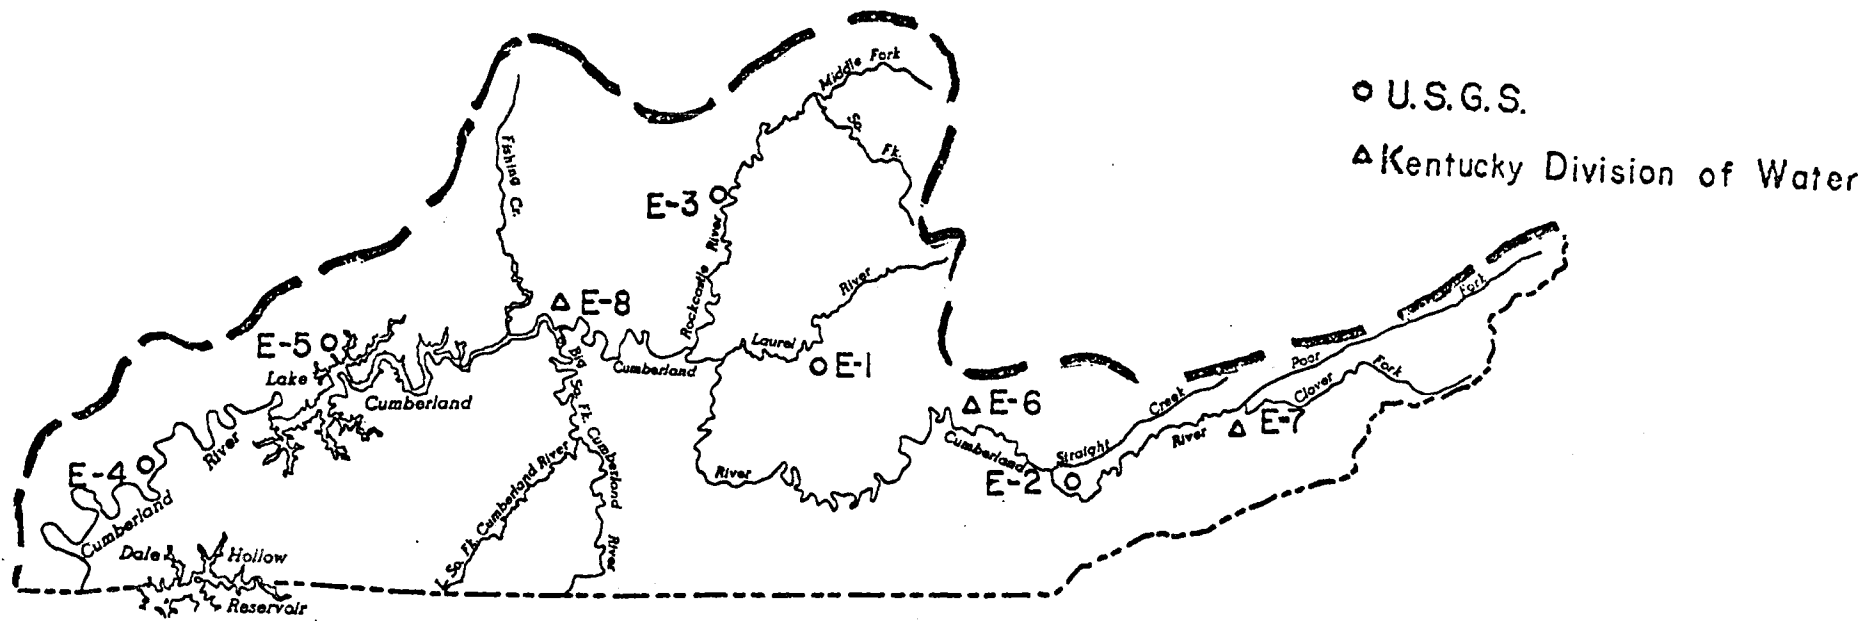 U.S.G.S.
Kentucky Division of Water
Middle Fork
So. Fk.
Fishing Cr.
E-3
Rockcastle River
E-8
Laurel River
E-1
E-5
Lake
Cumberland
Cumberland
River
River
E-4
Cumberland
Dale Hollow
Reservoir
Big So. Fk. Cumberland River
So. Fk. Cumberland River
E-6
Cumberland
E-2
Straight Creek
River
E-7
Poor Fork
Clover Fork